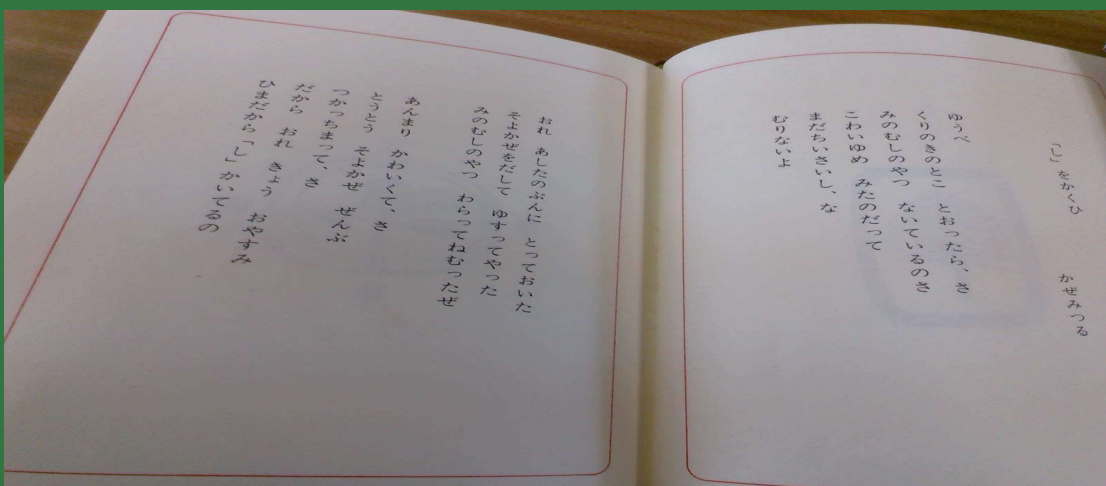 「し」をかくひ
かぜみつる
ゆうべ
くりのきのとこ とおったら、さ
みのむしのやつ ないているのさ
こわいゆめ みたのだって
まだちいさいし、な
むりないよ
おれ あしたのぶんに とっておいた
そよかぜをだして ゆすってやった
みのむしのやつ わらってねむったぜ
あんまり かわいくて、さ
とうとう そよかぜ ぜんぶ
つかっちまって、さ
だから おれ きょう おやすみ
ひまだから「し」かいてるの